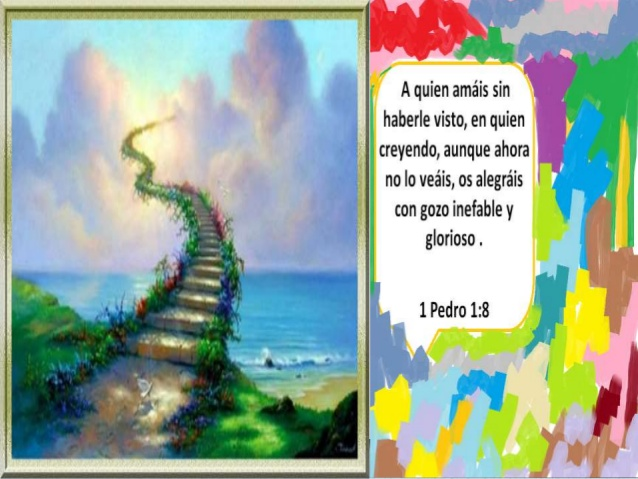 A quien amáis sin
haberle visto, en quien
creyendo, aunque ahora
no lo veáis, os alegráis
con gozo inefable y
glorioso .
1 Pedro 1:8